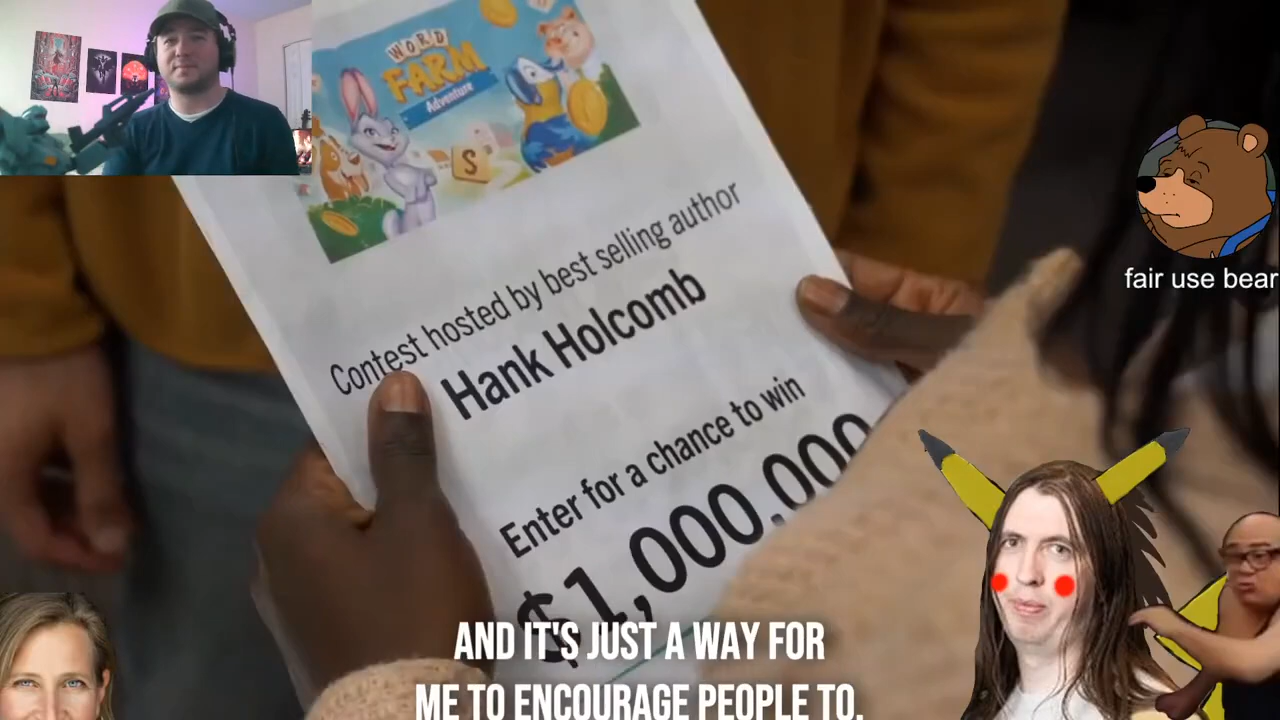 WORD
FARM
Adventure
S
Contest hosted by best selling author
Hank Holcomb
fair use bear
Enter for a chance to win
$1,000,000
AND IT'S JUST A WAY FOR
ME TO ENCOURAGE PEOPLE TO.